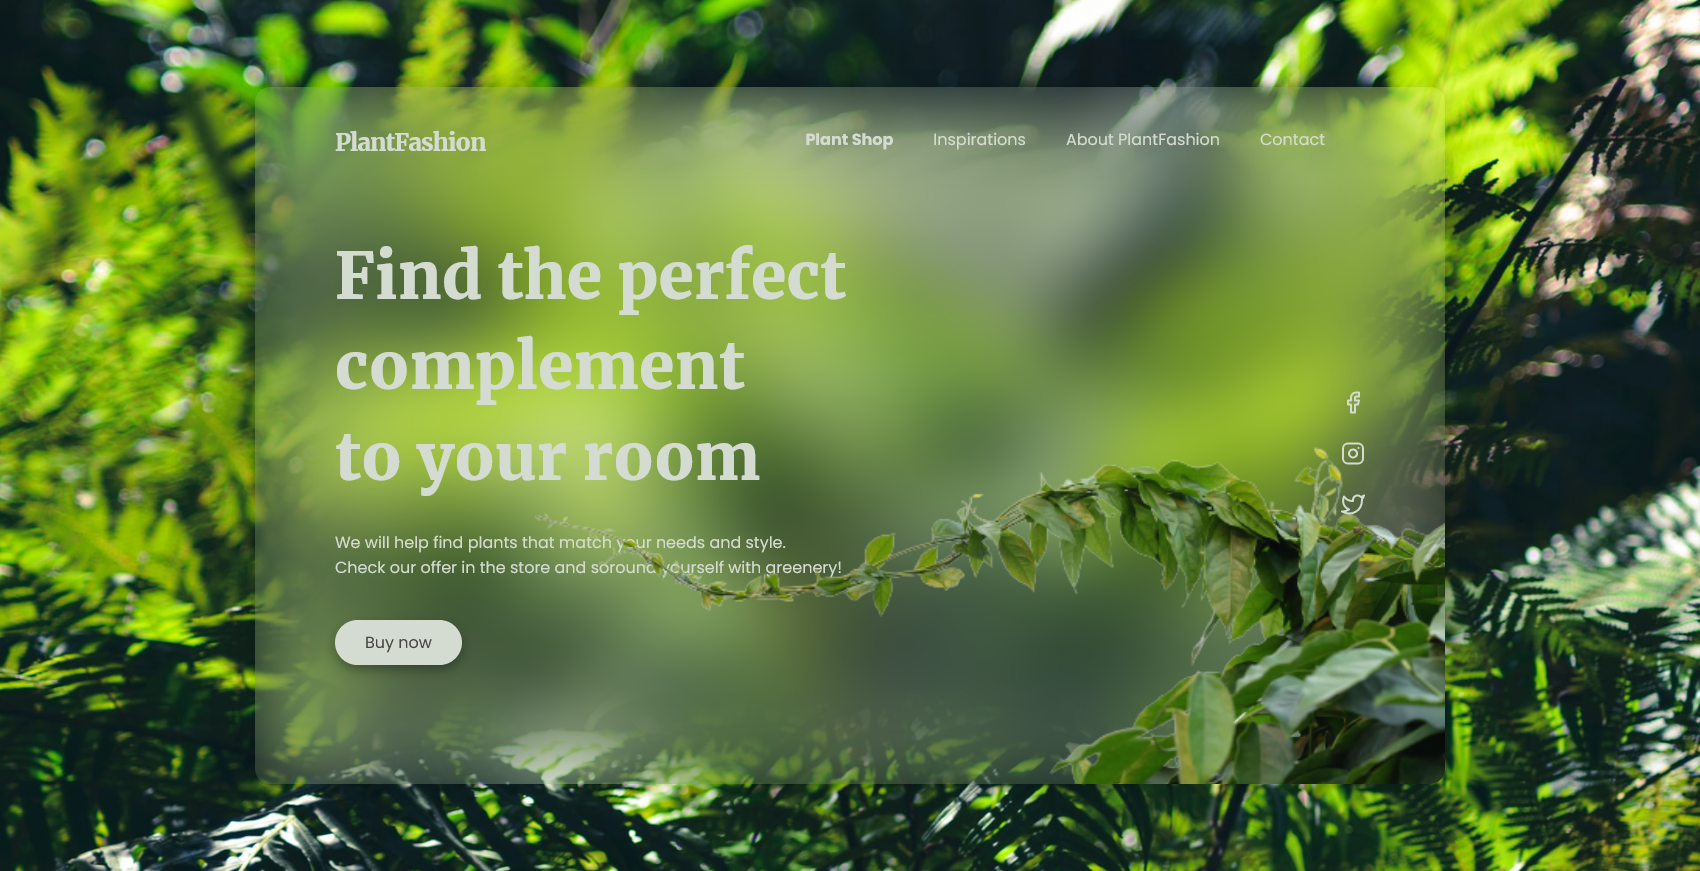 PlantFashion
Plant Shop Inspirations About PlantFashion Contact
Find the perfect
complement
to your room
We will help find plants that match your needs and style.
Check our offer in the store and soround yourself with greenery!
Buy now